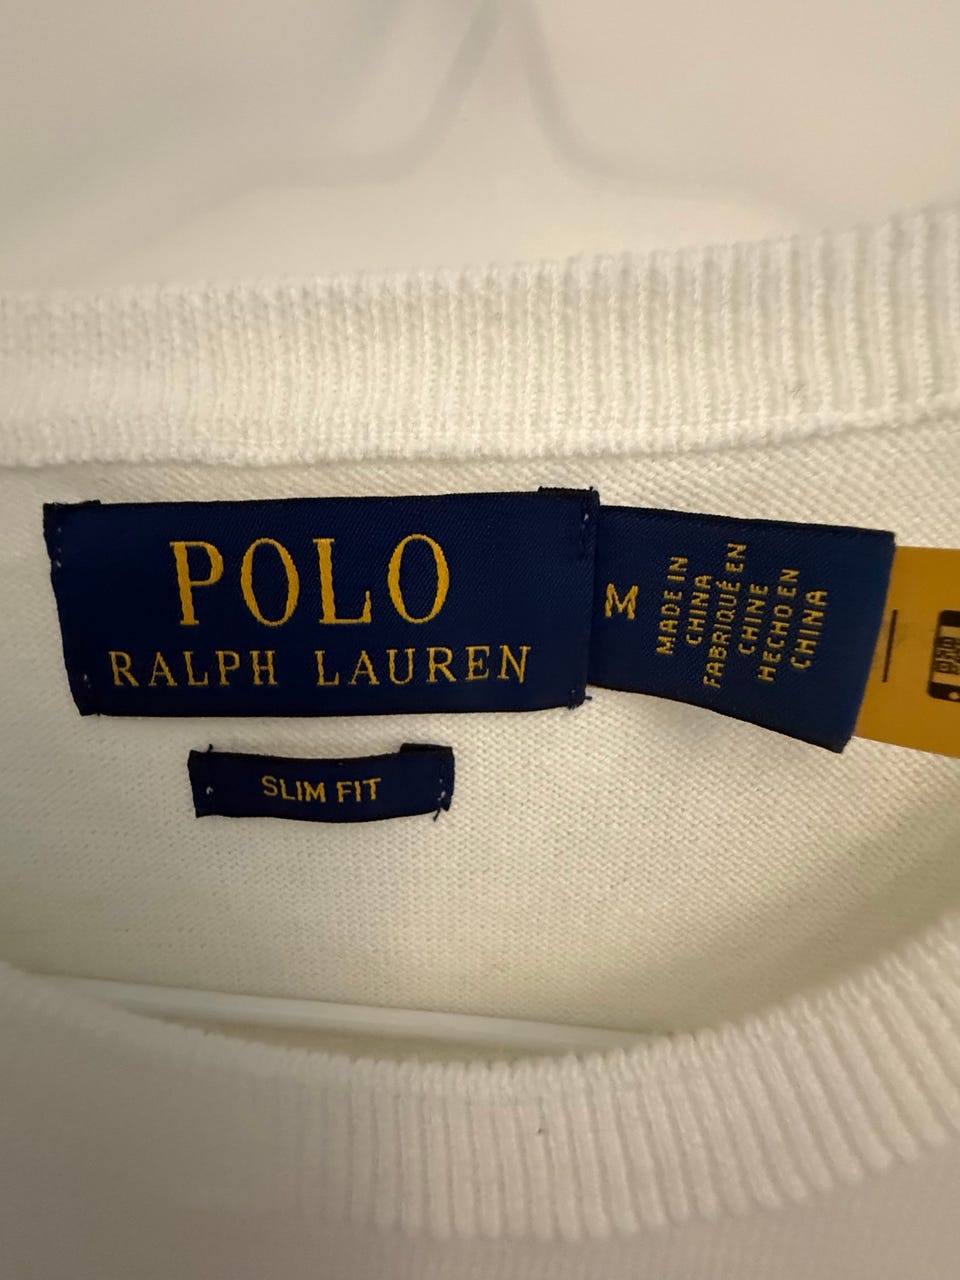 POLO
RALPH LAUREN
SLIM FIT
M
MADE IN
CHINA
FABRIQUÉ EN
CHINE
HECHO EN
CHINA